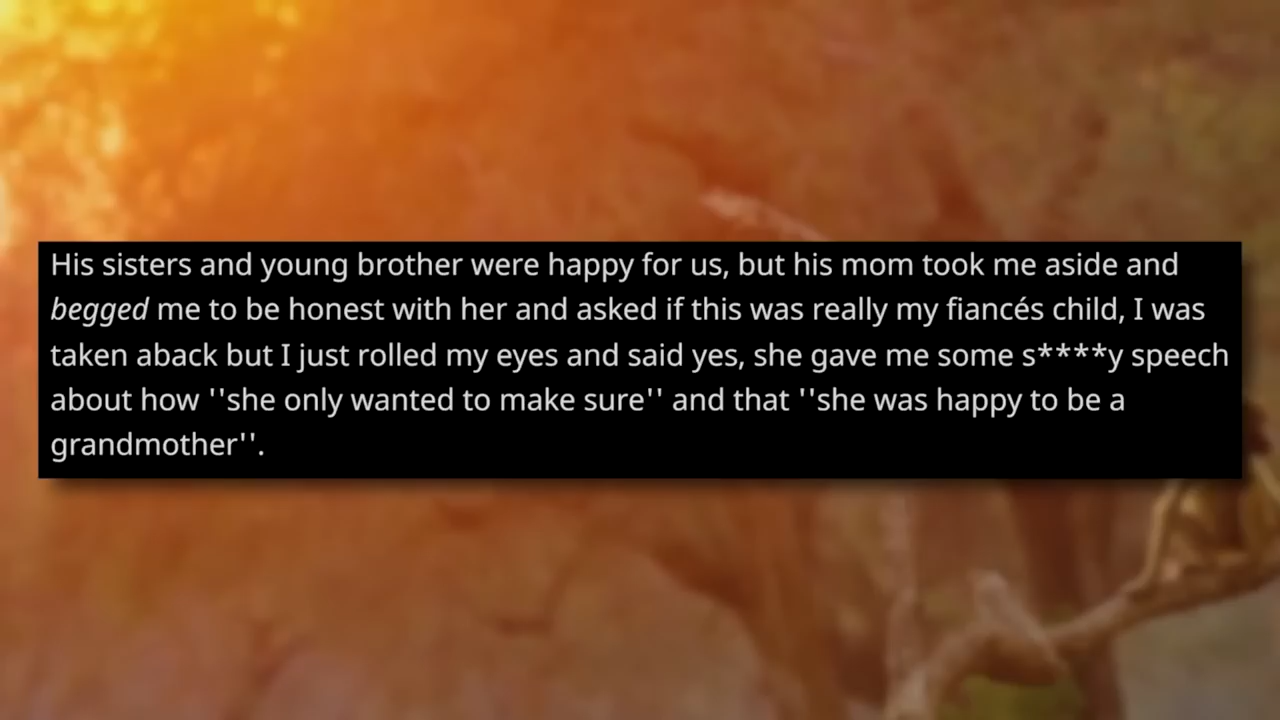 His sisters and young brother were happy for us, but his mom took me aside and
begged me to be honest with her and asked if this was really my fiancés child, I was
taken aback but I just rolled my eyes and said yes, she gave me some s****y speech
about how ''she only wanted to make sure'' and that ''she was happy to be a
grandmother''.